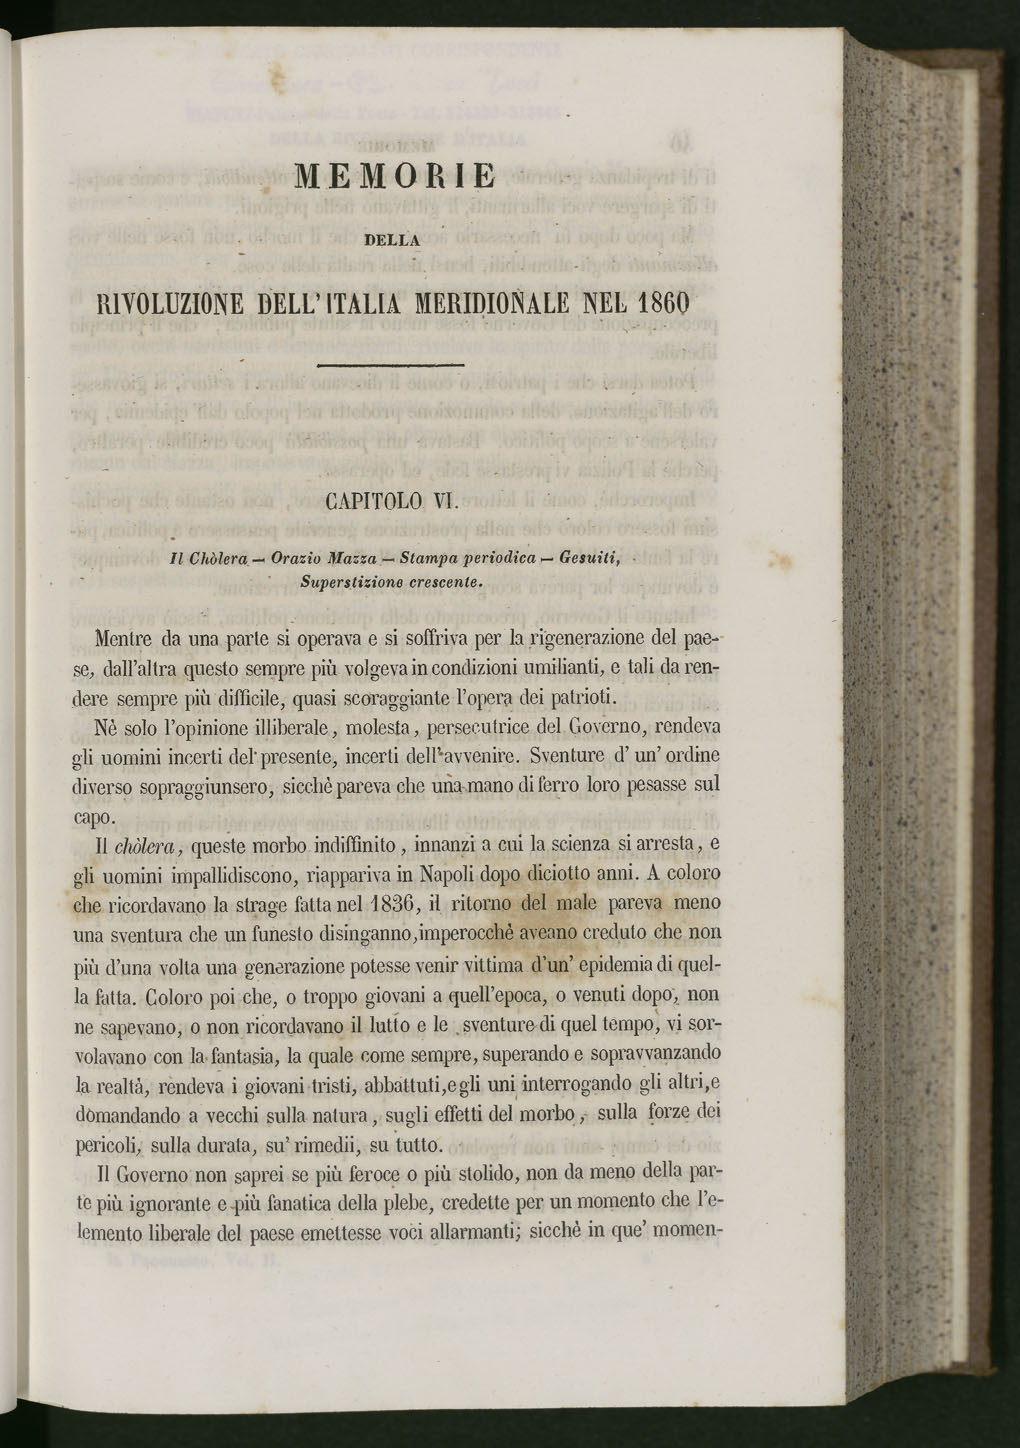 MEMORIE
DELLA
RIVOLUZIONE DELL'ITALIA MERIDIONALE NEL 1860
CAPITOLO VI.
Il Chòlera — Orazio Mazza — Stampa periodica — Gesuiti,
Superstizione crescente.
Mentre da una parte si operava e si soffriva per la rigenerazione del pae-
se, dall'altra questo sempre più volgeva in condizioni umilianti, e tali da ren-
dere sempre più difficile, quasi scoraggiante l'opera dei patrioti.
Nè solo l'opinione illiberale, molesta, persecutrice del Governo, rendeva
gli uomini incerti del presente, incerti dell'avvenire. Sventure d' un' ordine
diverso sopraggiunsero, sicchè pareva che una mano di ferro loro pesasse sul
capo.
Il chòlera, queste morbo indiffinito, innanzi a cui la scienza si arresta, e
gli uomini impallidiscono, riappariva in Napoli dopo diciotto anni. A coloro
che ricordavano la strage fatta nel 1836, il ritorno del male pareva meno
una sventura che un funesto disinganno, imperocchè aveano creduto che non
più d'una volta una generazione potesse venir vittima d'un' epidemia di quel-
la fatta. Coloro poi che, o troppo giovani a quell'epoca, o venuti dopo, non
ne sapevano, o non ricordavano il lutto e le sventure di quel tempo, vi sor-
volavano con la fantasia, la quale come sempre, superando e sopravvanzando
la realtà, rendeva i giovani tristi, abbattuti, e gli uni interrogando gli altri, e
domandando a vecchi sulla natura, sugli effetti del morbo, sulla forze dei
pericoli, sulla durata, su' rimedii, su tutto.
Il Governo non saprei se più feroce o più stolido, non da meno della par-
te più ignorante e più fanatica della plebe, credette per un momento che l'e-
lemento liberale del paese emettesse voci allarmanti; sicchè in que' momen-